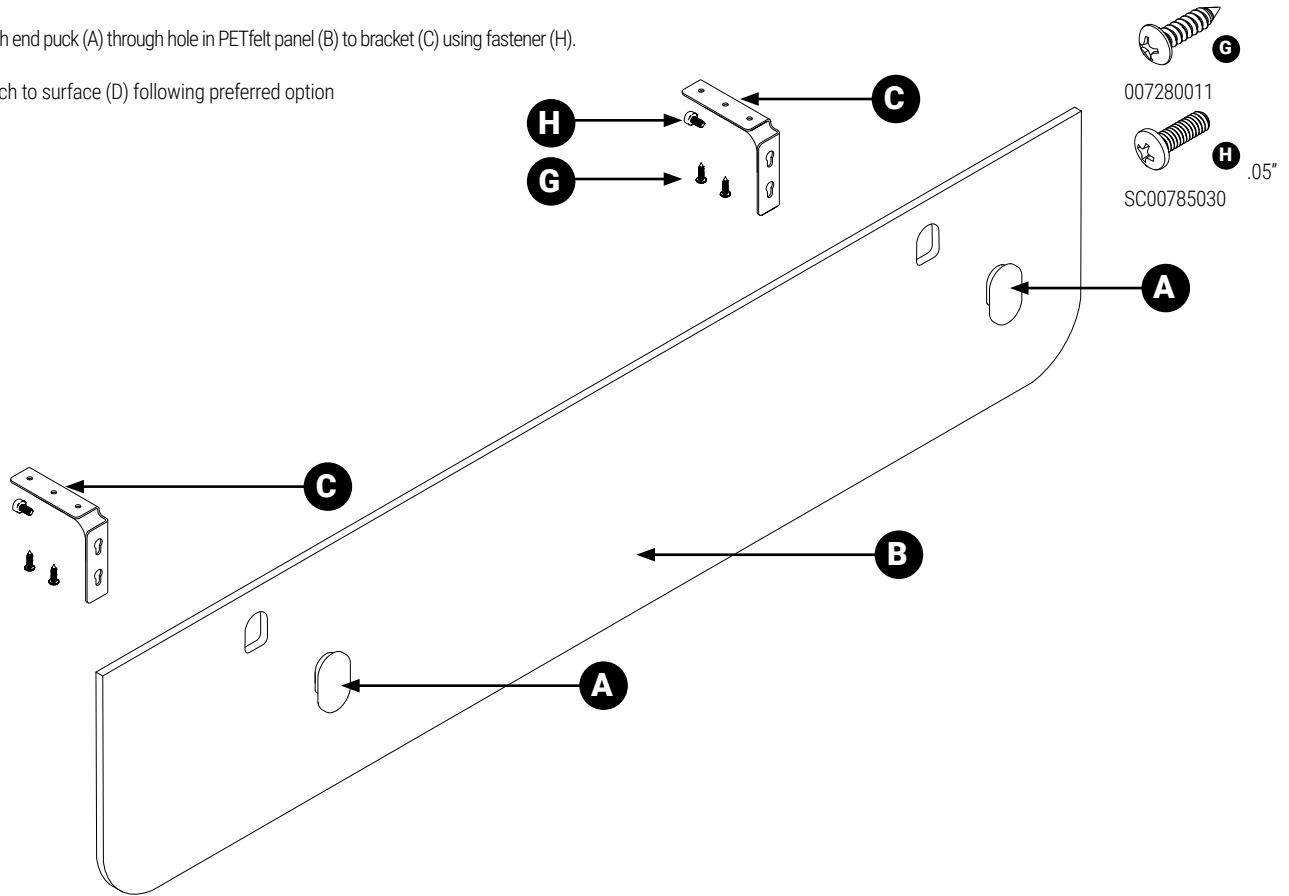 h end puck (A) through hole in PETfelt panel (B) to bracket (C) using fastener (H).
ch to surface (D) following preferred option
G
007280011
H
.05"
SC00785030
C
H
G
A
C
B
A